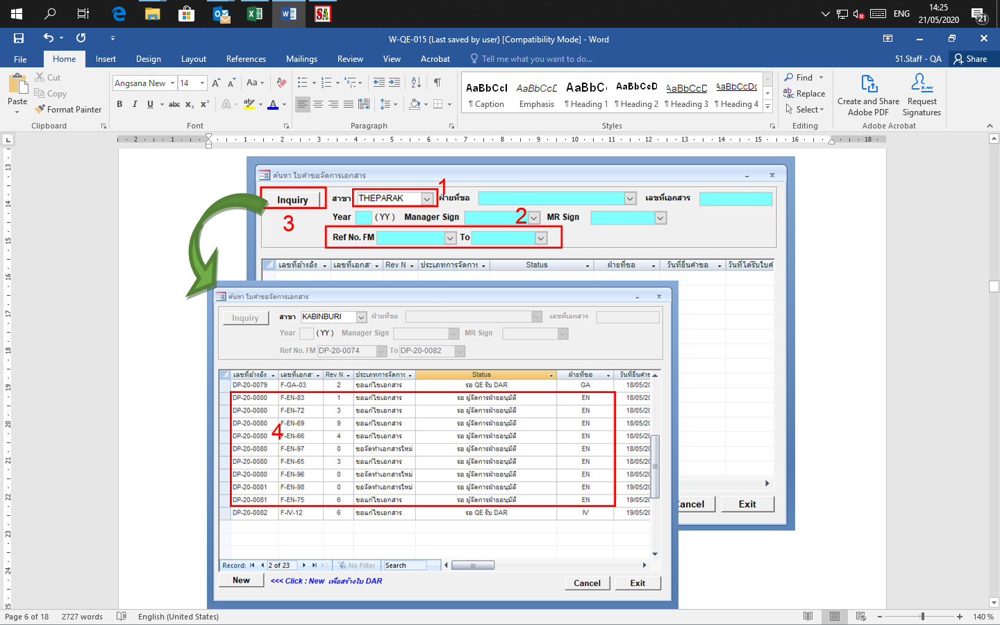 ENG
14:25
21/05/2020
21
W-QE-015 (Last saved by user) [Compatibility Mode] - Word
File Home Insert Design Layout References Mailings Review View Acrobat Tell me what you want to do... 51.Staff - QA Share
Paste
Cut
Copy
Format Painter
Angsana New 14
AaBbCcI AaBbCcD AaBbC AaBbCcD AaBbCcDc AaBbCcDc
¶ Caption Emphasis ¶ Heading 1 ¶ Heading 2 ¶ Heading 3 ¶ Heading 4
Find
Replace
Select
Create and Share Adobe PDF
Request Signatures
Clipboard Font Paragraph Styles Editing Adobe Acrobat
ค้นหา ใบคำขอจัดการเอกสาร
Inquiry สาขา THEPARAK 1 ฝ่ายที่ขอ เลขที่เอกสาร
3 Year ( YY ) Manager Sign 2 MR Sign
Ref No. FM To
เลขที่อ้างอิง เลขที่เอกส Rev N ประเภทการจัดการ Status ฝ่ายที่ขอ วันที่ยื่นคำขอ วันที่ได้รับใบคำ
ค้นหา ใบคำขอจัดการเอกสาร
Inquiry สาขา KABINBURI ฝ่ายที่ขอ เลขที่เอกสาร
Year ( YY ) Manager Sign MR Sign
Ref No. FM DP-20-0074 To DP-20-0082
เลขที่อ้างอิง เลขที่เอกส Rev N ประเภทการจัดการ Status ฝ่ายที่ขอ วันที่ยื่นคำข
DP-20-0079 F-GA-03 2 ขอแก้ไขเอกสาร รอ QE รับ DAR GA 18/05/20
DP-20-0080 F-EN-83 1 ขอแก้ไขเอกสาร รอ ผู้จัดการฝ่ายอนุมัติ EN 18/05/20
DP-20-0080 F-EN-72 3 ขอแก้ไขเอกสาร รอ ผู้จัดการฝ่ายอนุมัติ EN 18/05/20
DP-20-0080 F-EN-69 9 ขอแก้ไขเอกสาร รอ ผู้จัดการฝ่ายอนุมัติ EN 18/05/20
DP-20-0080 4 F-EN-66 4 ขอแก้ไขเอกสาร รอ ผู้จัดการฝ่ายอนุมัติ EN 18/05/20
DP-20-0080 F-EN-97 0 ขอจัดทำเอกสารใหม่ รอ ผู้จัดการฝ่ายอนุมัติ EN 18/05/20
DP-20-0080 F-EN-65 3 ขอแก้ไขเอกสาร รอ ผู้จัดการฝ่ายอนุมัติ EN 18/05/20
DP-20-0080 F-EN-96 0 ขอจัดทำเอกสารใหม่ รอ ผู้จัดการฝ่ายอนุมัติ EN 18/05/20
DP-20-0081 F-EN-98 0 ขอจัดทำเอกสารใหม่ รอ ผู้จัดการฝ่ายอนุมัติ EN 19/05/20
DP-20-0081 F-EN-75 6 ขอแก้ไขเอกสาร รอ ผู้จัดการฝ่ายอนุมัติ EN 19/05/20
DP-20-0082 F-IV-12 6 ขอแก้ไขเอกสาร รอ QE รับ DAR IV 19/05/20
Record: 2 of 23 No Filter Search
New <<< Click : New เพื่อสร้างใบ DAR Cancel Exit
ancel Exit
Page 6 of 18 2727 words English (United States) 140 %